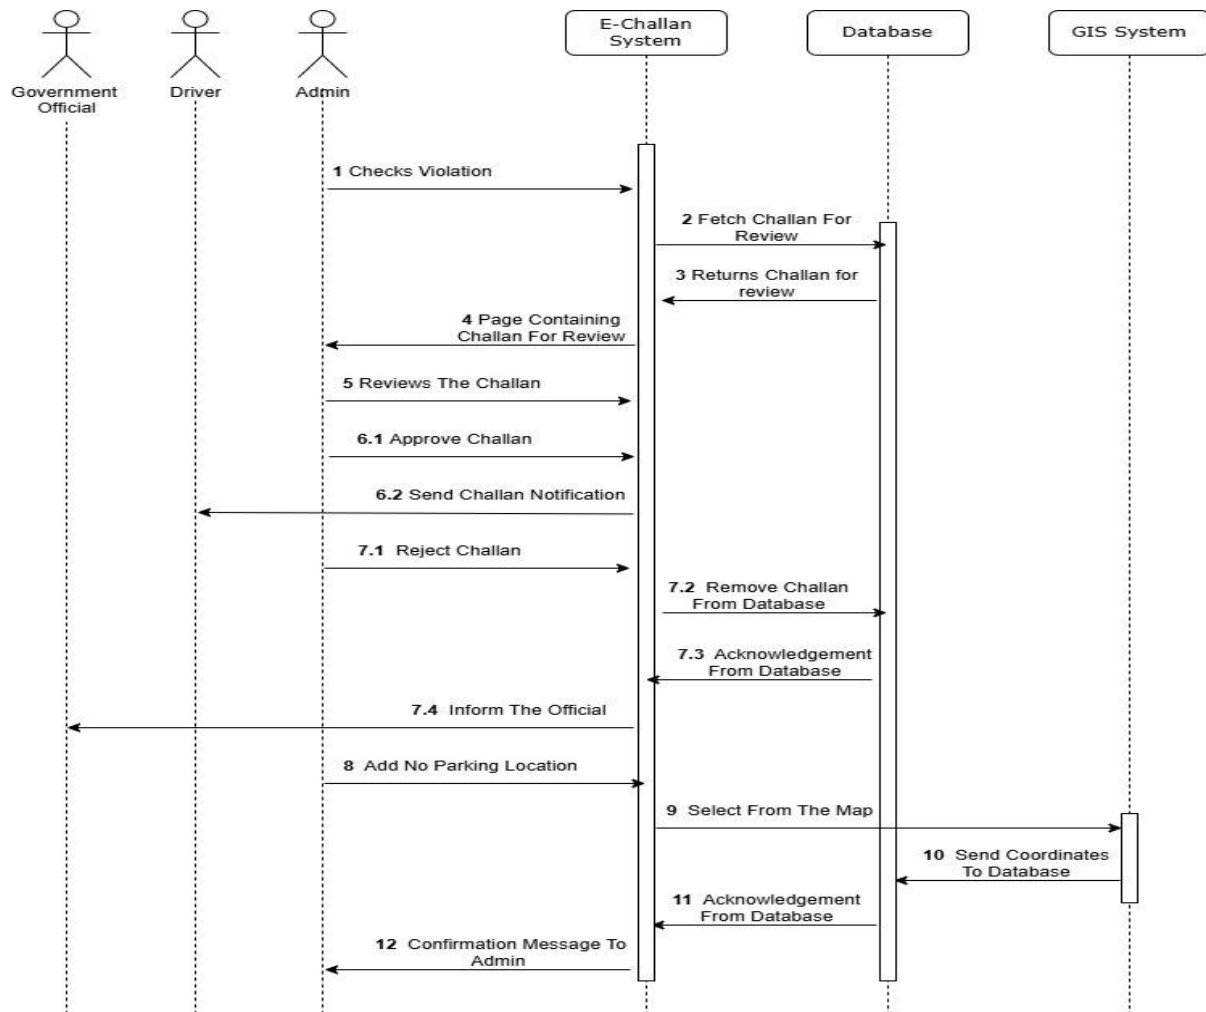 Government
Official
Driver
Admin
E-Challan
System
Database
GIS System
1 Checks Violation
2 Fetch Challan For
Review
3 Returns Challan for
review
4 Page Containing
Challan For Review
5 Reviews The Challan
6.1 Approve Challan
6.2 Send Challan Notification
7.1 Reject Challan
7.2 Remove Challan
From Database
7.3 Acknowledgement
From Database
7.4 Inform The Official
8 Add No Parking Location
9 Select From The Map
10 Send Coordinates
To Database
11 Acknowledgement
From Database
12 Confirmation Message To
Admin